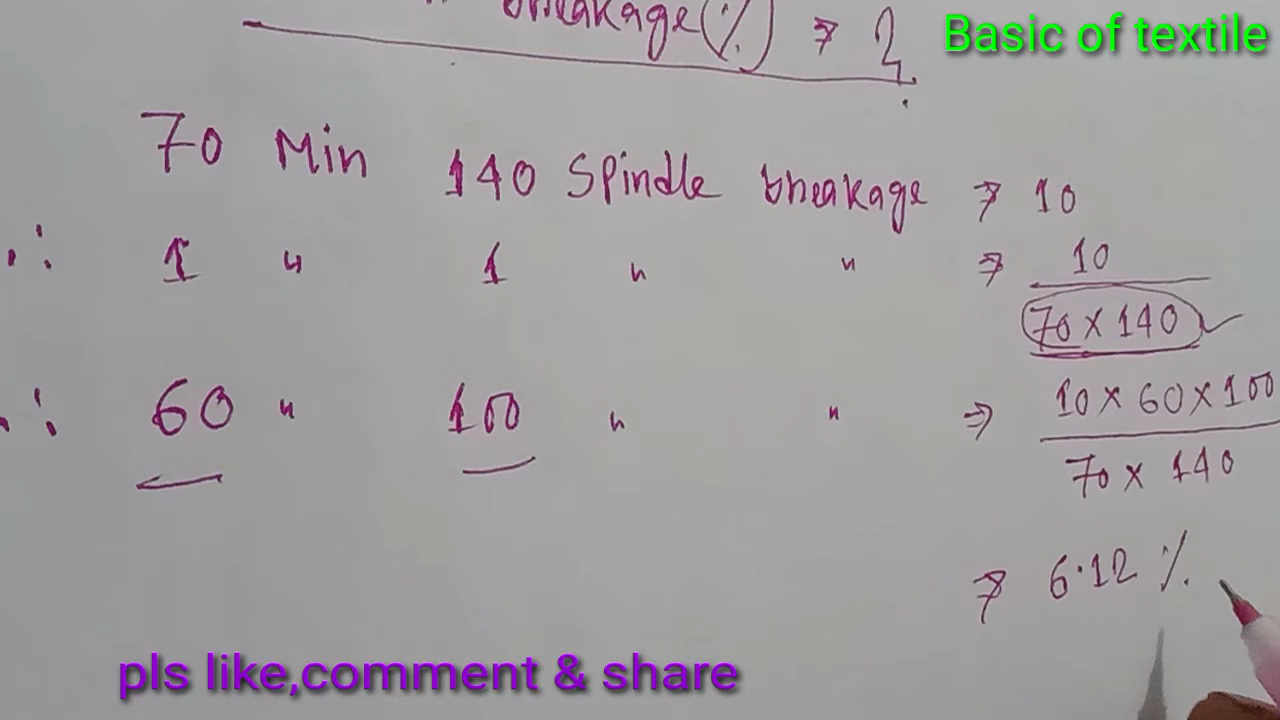 breakage(%) ⇒ ?
Basic of textile
70 Min 140 Spindle breakage ⇒ 10
∴ 1 " 1 " " ⇒ 10
70 × 140
∴ 60 " 100 " " ⇒ 10 × 60 × 100
70 × 140
⇒ 6.12 %
pls like,comment & share